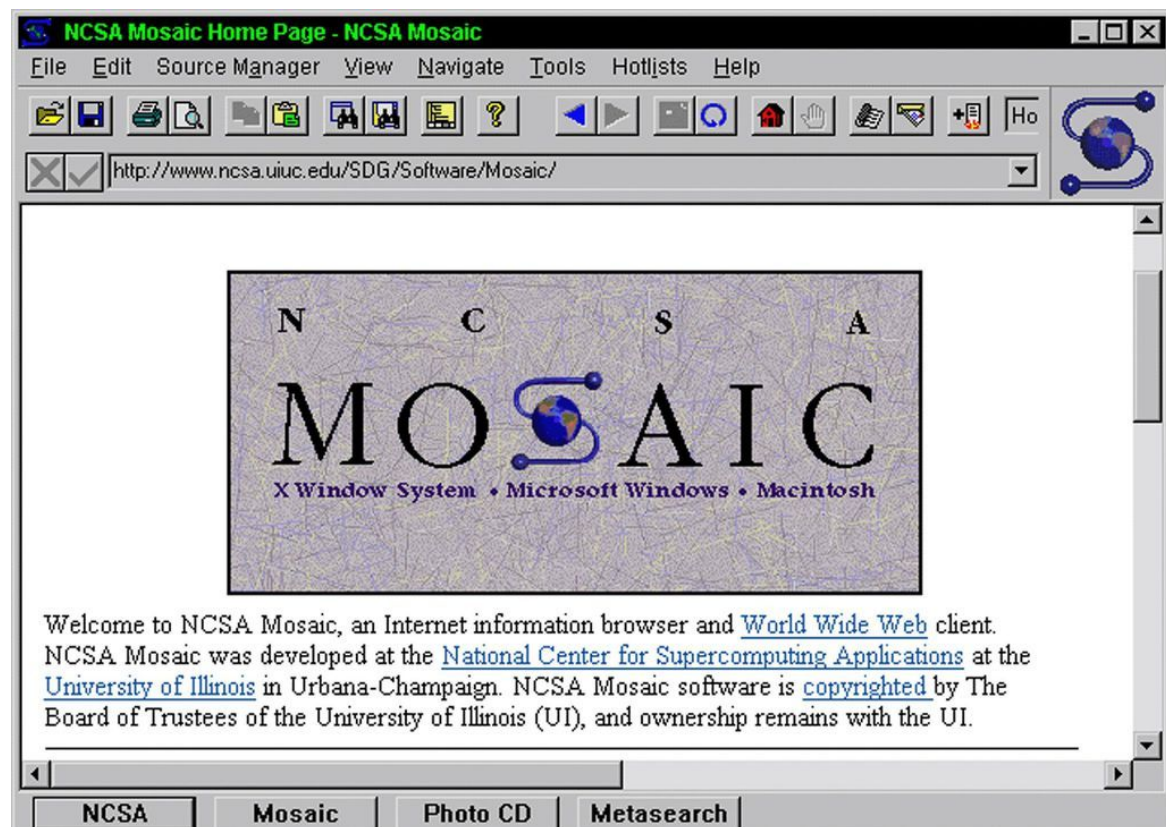 NCSA Mosaic Home Page - NCSA Mosaic
File Edit Source Manager View Navigate Tools Hotlists Help
Ho
http://www.ncsa.uiuc.edu/SDG/Software/Mosaic/
N C S A
MOSAIC
X Window System • Microsoft Windows • Macintosh
Welcome to NCSA Mosaic, an Internet information browser and World Wide Web client.
NCSA Mosaic was developed at the National Center for Supercomputing Applications at the
University of Illinois in Urbana-Champaign. NCSA Mosaic software is copyrighted by The
Board of Trustees of the University of Illinois (UI), and ownership remains with the UI.
NCSA Mosaic Photo CD Metasearch